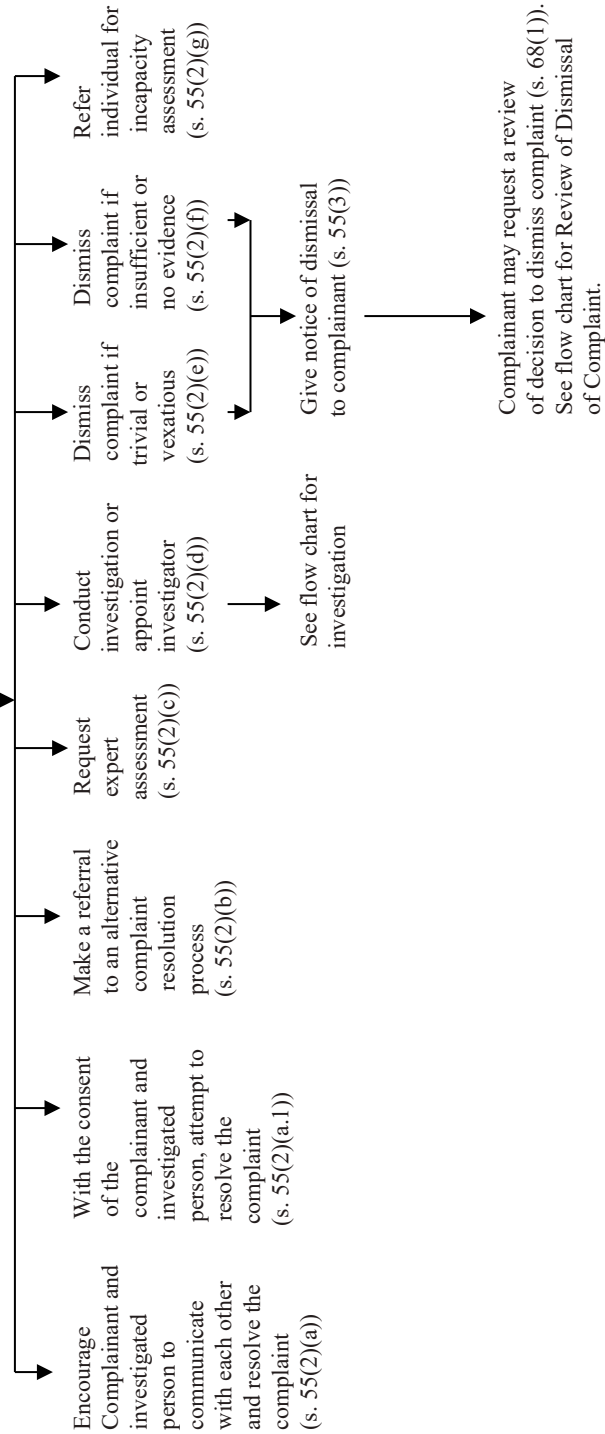 Encourage
Complainant and
investigated
person to
communicate
with each other
and resolve the
complaint
(s. 55(2)(a))
With the consent
of the
complainant and
investigated
person, attempt to
resolve the
complaint
(s. 55(2)(a.1))
Make a referral
to an alternative
complaint
resolution
process
(s. 55(2)(b))
Request
expert
assessment
(s. 55(2)(c))
Conduct
investigation or
appoint
investigator
(s. 55(2)(d))
Dismiss
complaint if
trivial or
vexatious
(s. 55(2)(e))
Dismiss
complaint if
insufficient or
no evidence
(s. 55(2)(f))
Refer
individual for
incapacity
assessment
(s. 55(2)(g)
See flow chart for
investigation
Give notice of dismissal
to complainant (s. 55(3))
Complainant may request a review
of decision to dismiss complaint (s. 68(1)).
See flow chart for Review of Dismissal
of Complaint.